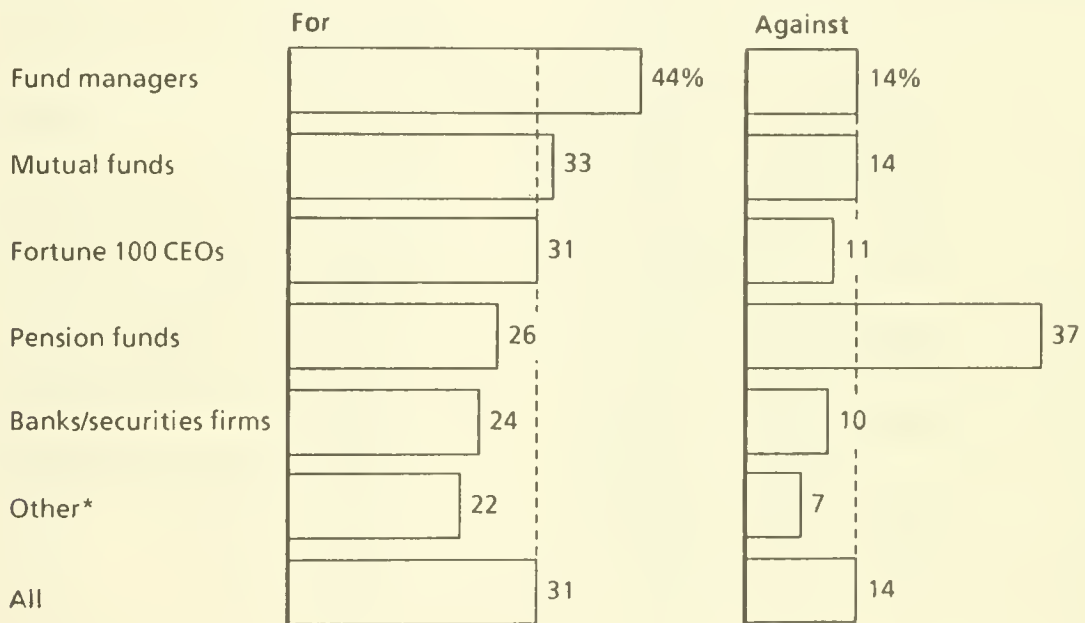 For Against
Fund managers 44% 14%
Mutual funds 33 14
Fortune 100 CEOs 31 11
Pension funds 26 37
Banks/securities firms 24 10
Other* 22 7
All 31 14